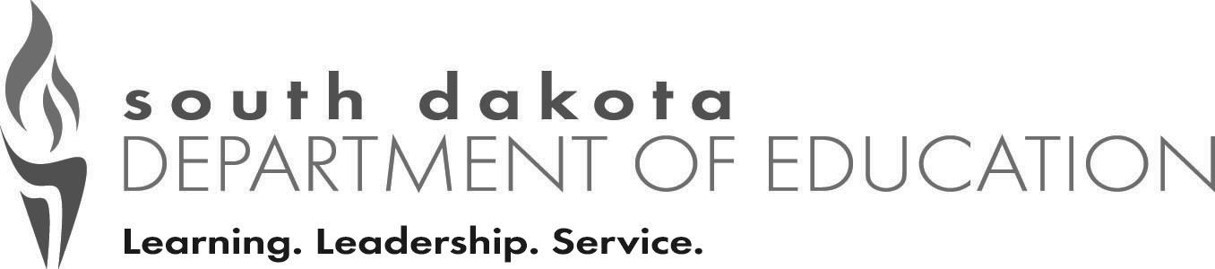 south dakota
DEPARTMENT OF EDUCATION
Learning. Leadership. Service.